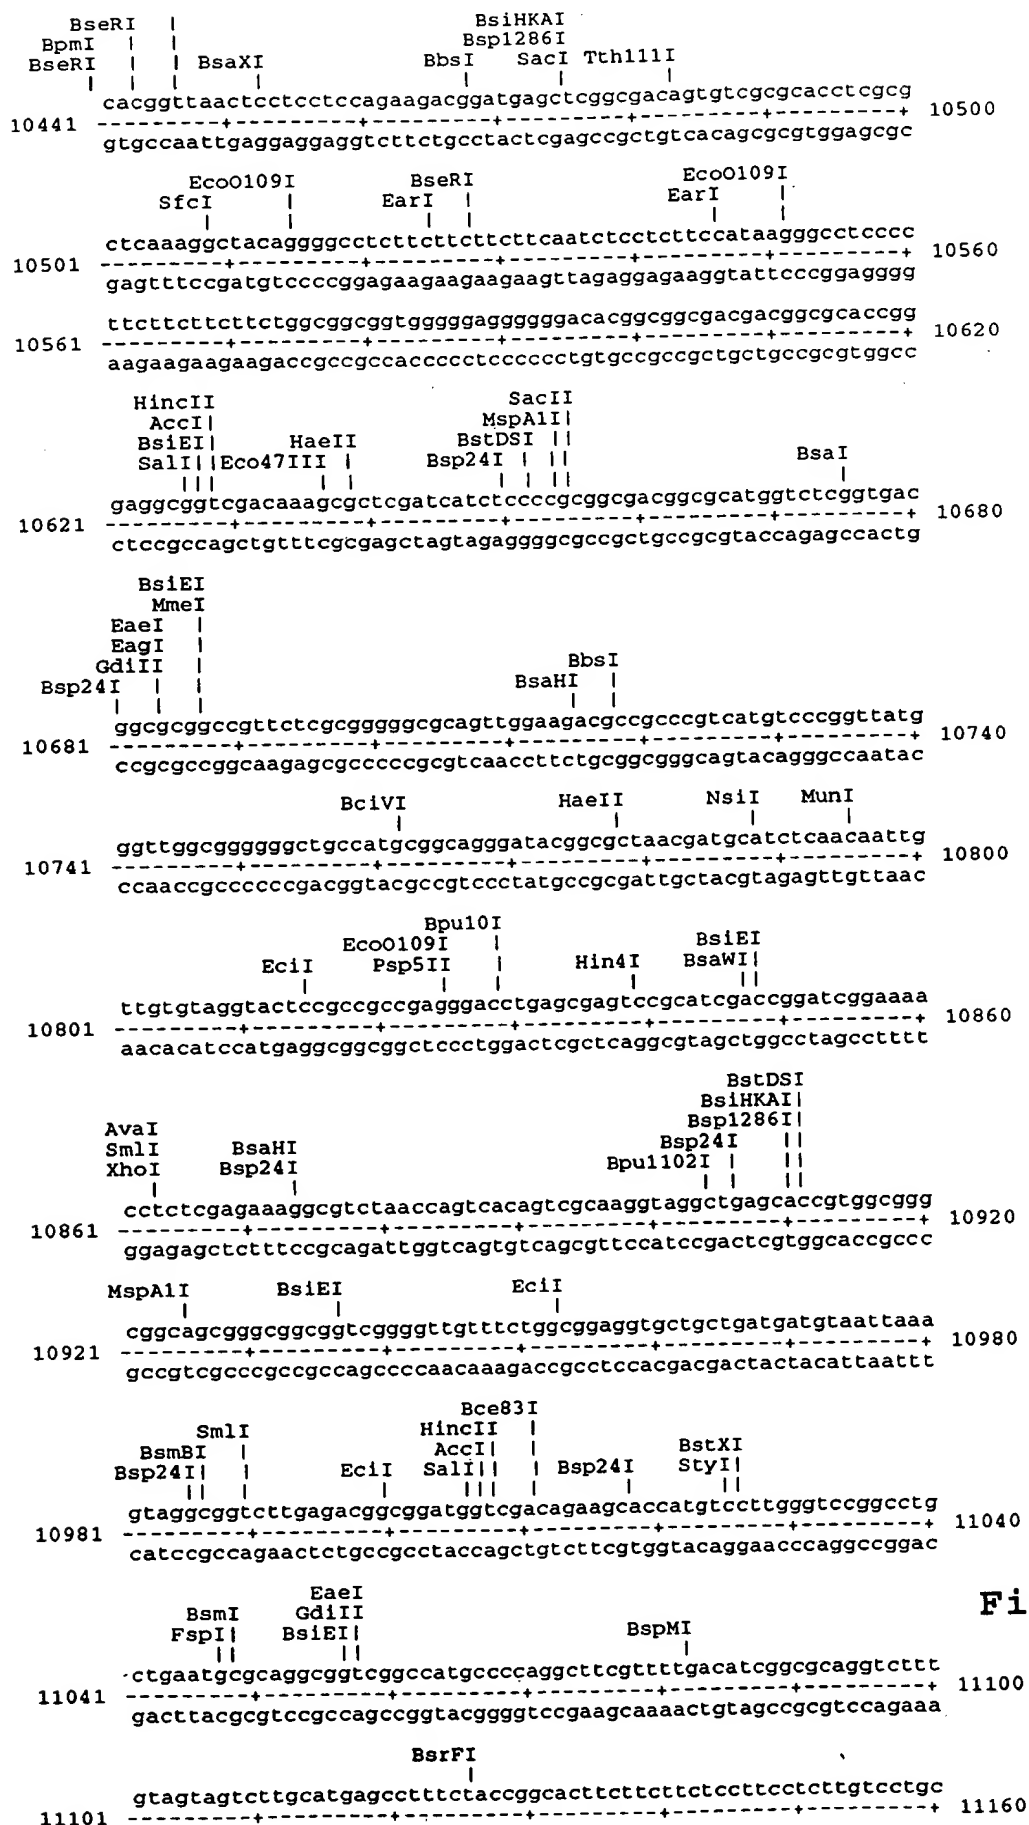 BseRI |
BpmI | |
BseRI | | BsaXI BbsI SacI Tth111I
BsiHKAI
Bsp1286I
cacggttaactcctcctccagaagacggatgagctcggcgacagtgtcgcgcacctcgcg
10441 ---------+---------+---------+---------+---------+---------+ 10500
gtgccaattgaggaggaggtcttctgcctactcgagccgctgtcacagcgcgtggagcgc
EcoO109I BseRI EcoO109I
SfcI | EarI | EarI |
ctcaaaggctacaggggcctcttcttcttcttcaatctcctcttccataagggcctcccc
10501 ---------+---------+---------+---------+---------+---------+ 10560
gagtttccgatgtccccggagaagaagaagaagttagaggagaaggtattcccggagggg
ttcttcttcttctggcggcggtgggggaggggggacacggcggcgacgacggcgcaccgg
10561 ---------+---------+---------+---------+---------+---------+ 10620
aagaagaagaagaccgccgccaccccctcccccctgtgccgccgctgctgccgcgtggcc
HincII SacII
AccI| MspA1I|
BsiEI| HaeII BstDSI ||
SalI||Eco47III | Bsp24I | || BsaI
gaggcggtcgacaaagcgctcgatcatctccccgcggcgacggcgcatggtctcggtgac
10621 ---------+---------+---------+---------+---------+---------+ 10680
ctccgccagctgtttcgcgagctagtagaggggcgccgctgccgcgtaccagagccactg
BsiEI
MmeI
EaeI |
EagI |
GdiII | BbsI
Bsp24I | | BsaHI |
ggcgcggccgttctcgcgggggcgcagttggaagacgccgcccgtcatgtcccggttatg
10681 ---------+---------+---------+---------+---------+---------+ 10740
ccgcgccggcaagagcgcccccgcgtcaaccttctgcggcgggcagtacagggccaatac
BciVI HaeII NsiI MunI
ggttggcggggggctgccatgcggcagggatacggcgctaacgatgcatctcaacaattg
10741 ---------+---------+---------+---------+---------+---------+ 10800
ccaaccgccccccgacggtacgccgtccctatgccgcgattgctacgtagagttgttaac
Bpu10I
EcoO109I | BsiEI
EciI Psp5II | Hin4I BsaWI|
ttgtgtaggtactccgccgccgagggacctgagcgagtccgcatcgaccggatcggaaaa
10801 ---------+---------+---------+---------+---------+---------+ 10860
aacacatccatgaggcggcggctccctggactcgctcaggcgtagctggcctagcctttt
BstDSI
BsiHKAI|
AvaI Bsp1286I|
SmlI BsaHI Bsp24I ||
XhoI Bsp24I Bpu1102I | ||
cctctcgagaaaggcgtctaaccagtcacagtcgcaaggtaggctgagcaccgtggcggg
10861 ---------+---------+---------+---------+---------+---------+ 10920
ggagagctctttccgcagattggtcagtgtcagcgttccatccgactcgtggcaccgccc
MspA1I BsiEI EciI
cggcagcgggcggcggtcggggttgtttctggcggaggtgctgctgatgatgtaattaaa
10921 ---------+---------+---------+---------+---------+---------+ 10980
gccgtcgcccgccgccagccccaacaaagaccgcctccacgacgactactacattaattt
Bce83I
SmlI HincII |
BsmBI | AccI| | BstXI
Bsp24I| | EciI SalI|| | Bsp24I StyI|
gtaggcggtcttgagacggcggatggtcgacagaagcaccatgtccttgggtccggcctg
10981 ---------+---------+---------+---------+---------+---------+ 11040
catccgccagaactctgccgcctaccagctgtcttcgtggtacaggaacccaggccggac
EaeI
BsmI GdiII Fi
FspI| BsiEI| BspMI
ctgaatgcgcaggcggtcggccatgccccaggcttcgttttgacatcggcgcaggtcttt
11041 ---------+---------+---------+---------+---------+---------+ 11100
gacttacgcgtccgccagccggtacggggtccgaagcaaaactgtagccgcgtccagaaa
BsrFI
gtagtagtcttgcatgagcctttctaccggcacttcttcttctccttcctcttgtcctgc
11101 ---------+---------+---------+---------+---------+---------+ 11160